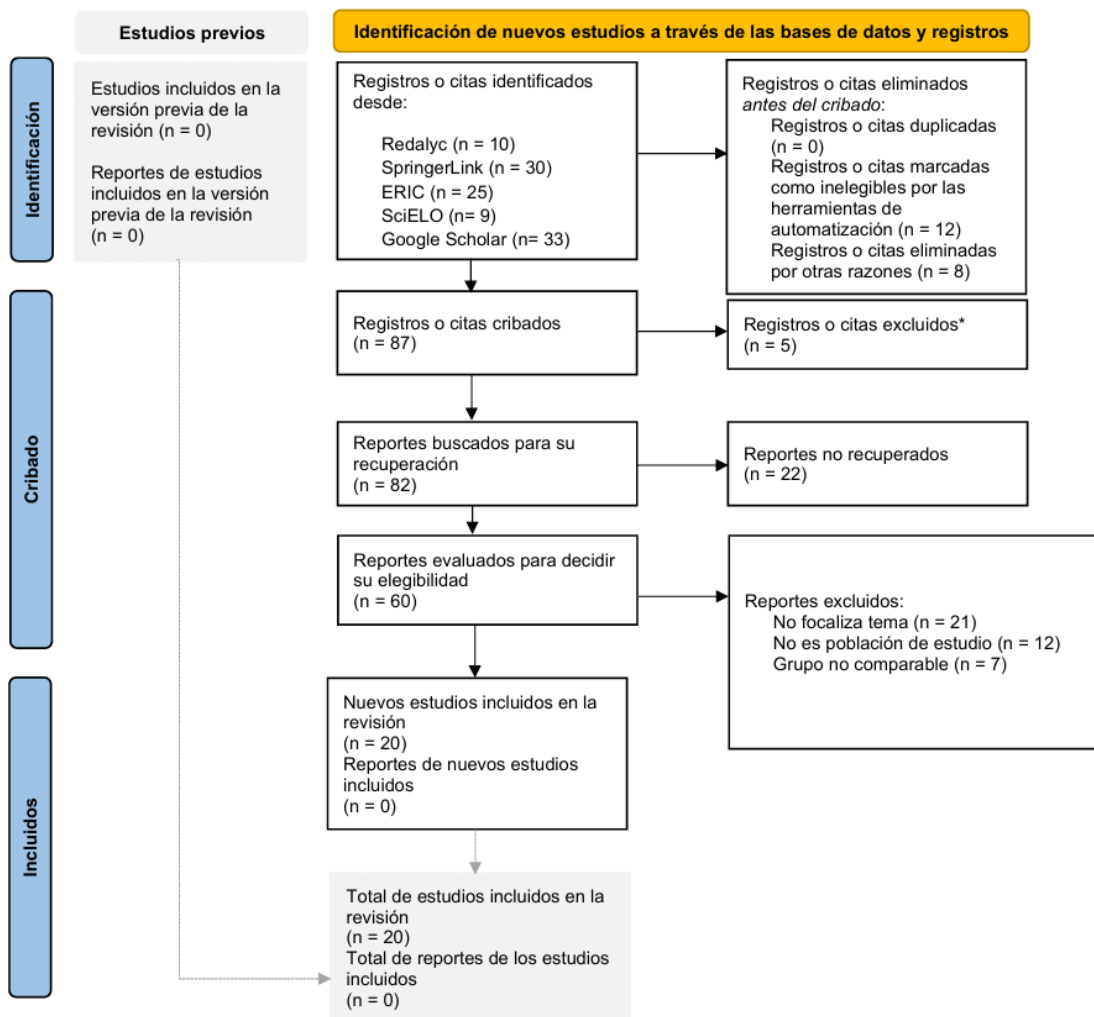 Estudios previos
Identificación de nuevos estudios a través de las bases de datos y registros
Identificación
Estudios incluidos en la
versión previa de la
revisión (n = 0)
Reportes de estudios
incluidos en la versión
previa de la revisión
(n = 0)
Registros o citas identificados
desde:
Redalyc (n = 10)
SpringerLink (n = 30)
ERIC (n = 25)
SciELO (n= 9)
Google Scholar (n= 33)
Registros o citas eliminados
antes del cribado:
Registros o citas duplicadas
(n = 0)
Registros o citas marcadas
como inelegibles por las
herramientas de
automatización (n = 12)
Registros o citas eliminadas
por otras razones (n = 8)
Cribado
Registros o citas cribados
(n = 87)
Registros o citas excluidos*
(n = 5)
Reportes buscados para su
recuperación
(n = 82)
Reportes no recuperados
(n = 22)
Reportes evaluados para decidir
su elegibilidad
(n = 60)
Reportes excluidos:
No focaliza tema (n = 21)
No es población de estudio (n = 12)
Grupo no comparable (n = 7)
Incluidos
Nuevos estudios incluidos en la
revisión
(n = 20)
Reportes de nuevos estudios
incluidos
(n = 0)
Total de estudios incluidos en la
revisión
(n = 20)
Total de reportes de los estudios
incluidos
(n = 0)